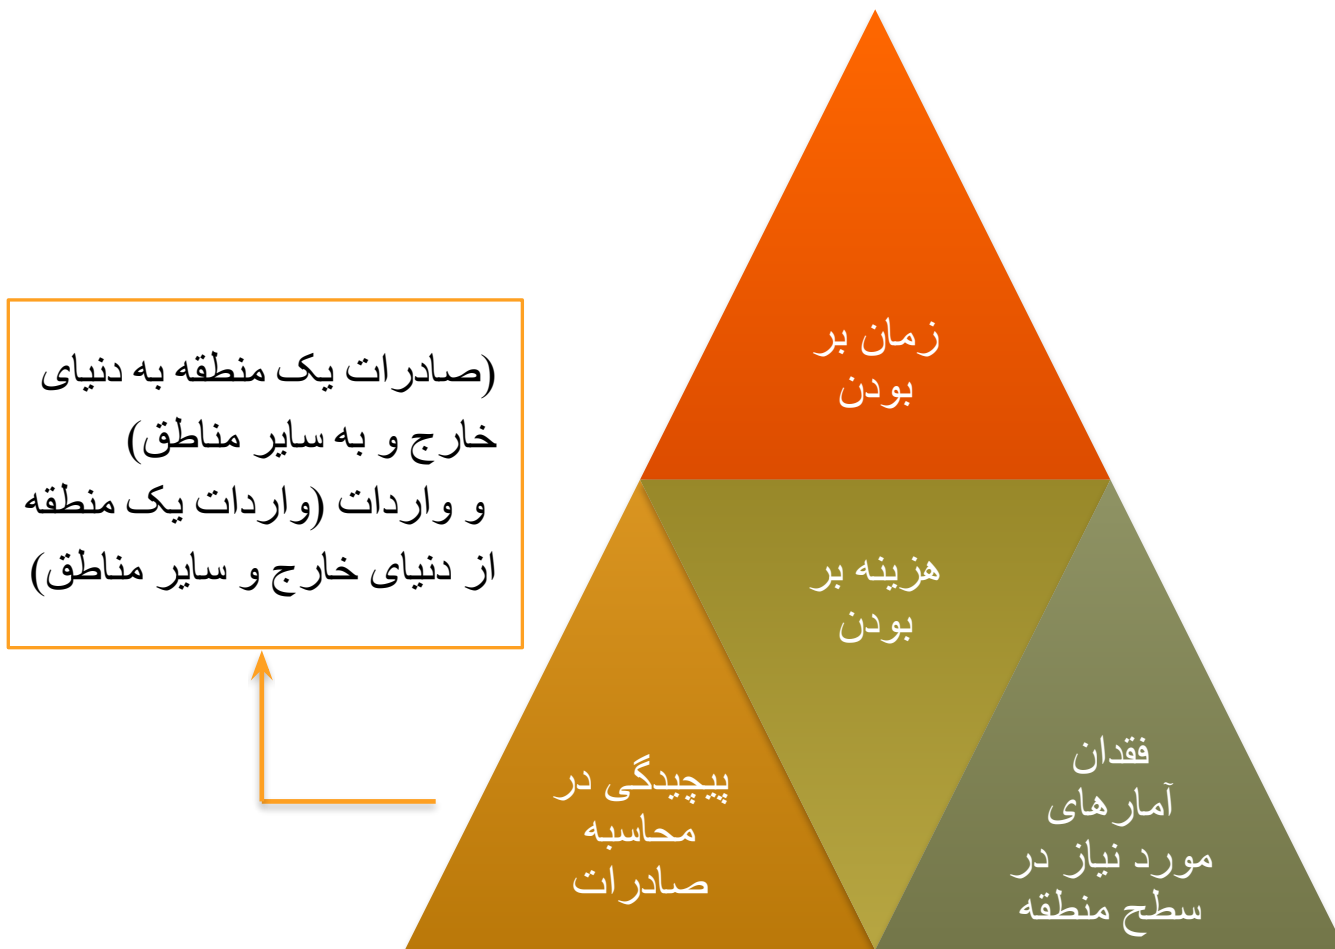 زمان بر
بودن
هزینه بر
بودن
پیچیدگی در
محاسبه
صادرات
فقدان
آمارهای
مورد نیاز در
سطح منطقه
(صادرات یک منطقه به دنیای
خارج و به سایر مناطق)
و واردات (واردات یک منطقه
از دنیای خارج و سایر مناطق)